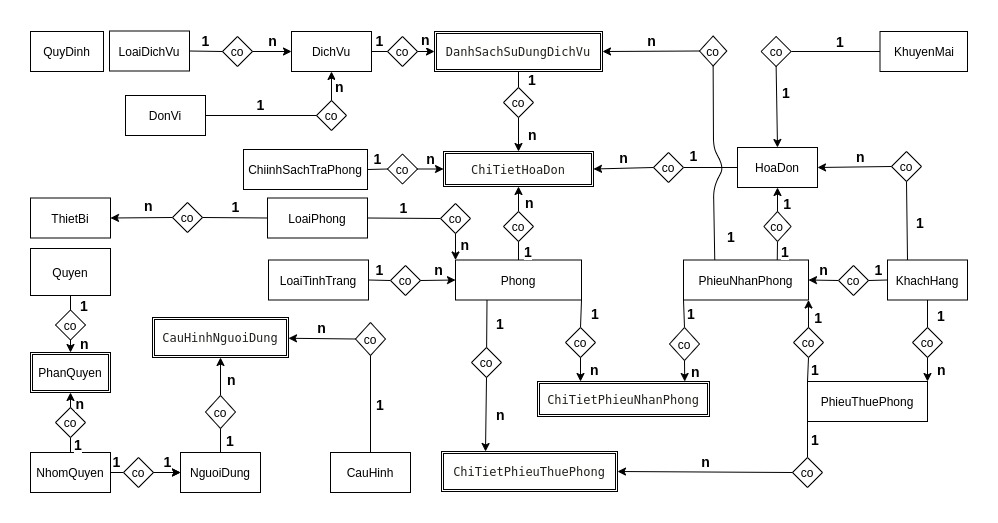 QuyDinh
LoaiDichVu
1
co
n
DichVu
1
co
n
DanhSachSuDungDichVu
n
co
co
1
KhuyenMai
DonVi
1
co
n
1
co
n
1
ChiinhSachTraPhong
1
co
n
ChiTietHoaDon
n
co
1
HoaDon
n
co
1
ThietBi
n
co
1
LoaiPhong
1
co
n
n
co
1
1
1
co
1
Quyen
LoaiTinhTrang
1
co
n
Phong
PhieuNhanPhong
n
co
1
KhachHang
1
co
n
CauHinhNguoiDung
n
co
1
1
co
n
1
co
n
1
co
n
1
co
1
1
co
n
PhanQuyen
n
co
1
n
co
1
ChiTietPhieuNhanPhong
PhieuThuePhong
NhomQuyen
1
co
1
NguoiDung
CauHinh
ChiTietPhieuThuePhong
n
co
1